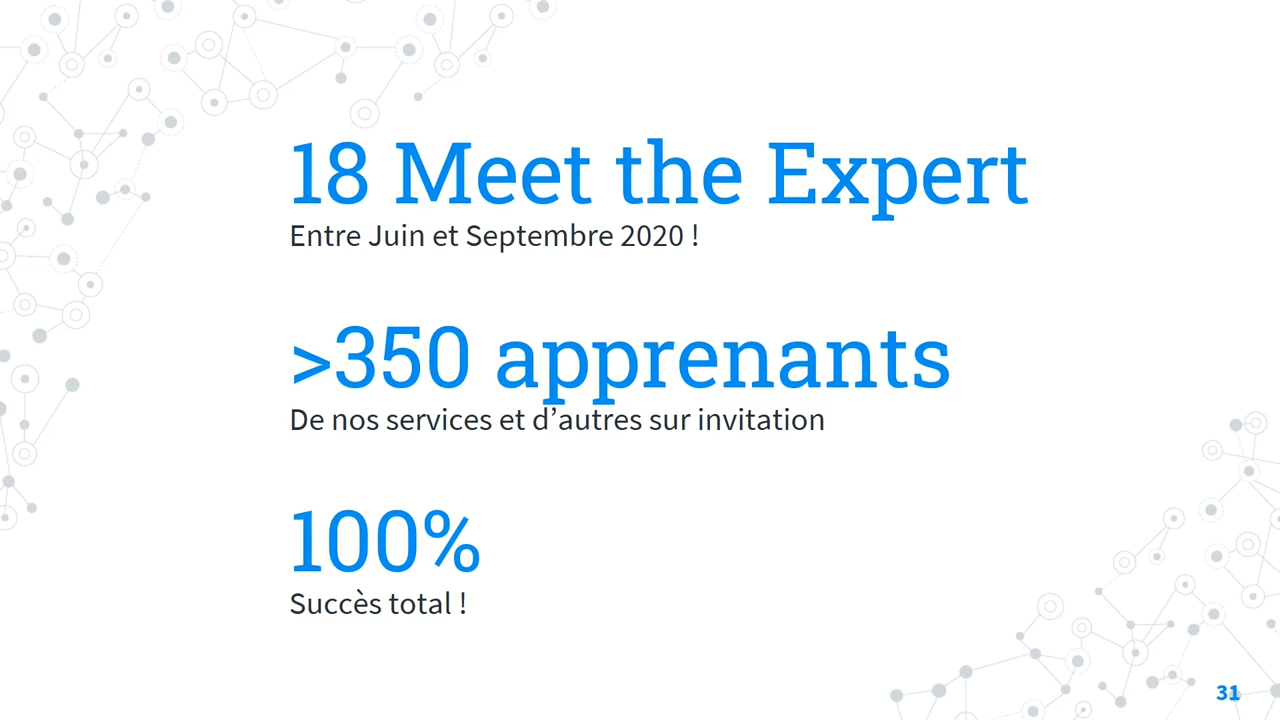 18 Meet the Expert
Entre Juin et Septembre 2020 !
>350 apprenants
De nos services et d’autres sur invitation
100%
Succès total !
31